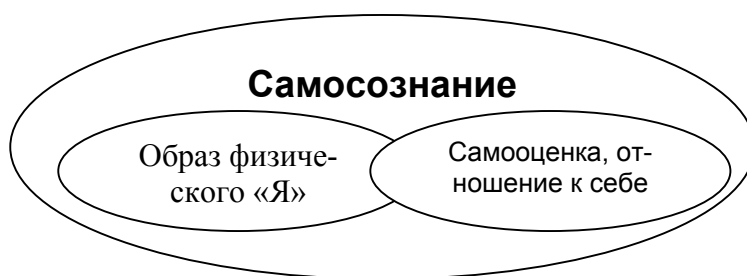 Самосознание
Образ физиче-
ского «Я»
Самооценка, от-
ношение к себе